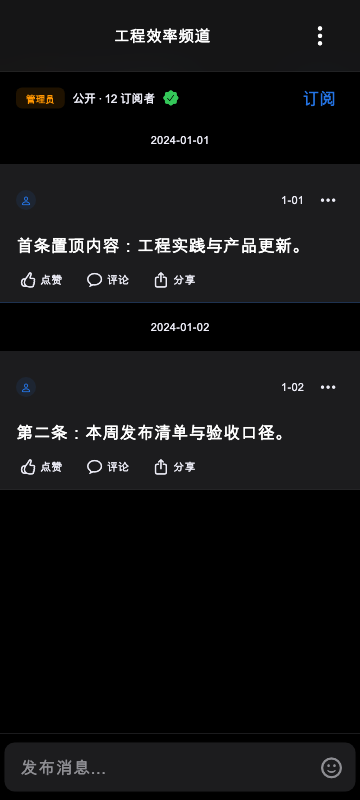 工程效率频道
管理员 公开 · 12 订阅者 订阅
2024-01-01
1-01
首条置顶内容：工程实践与产品更新。
点赞 评论 分享
2024-01-02
1-02
第二条：本周发布清单与验收口径。
点赞 评论 分享
发布消息...